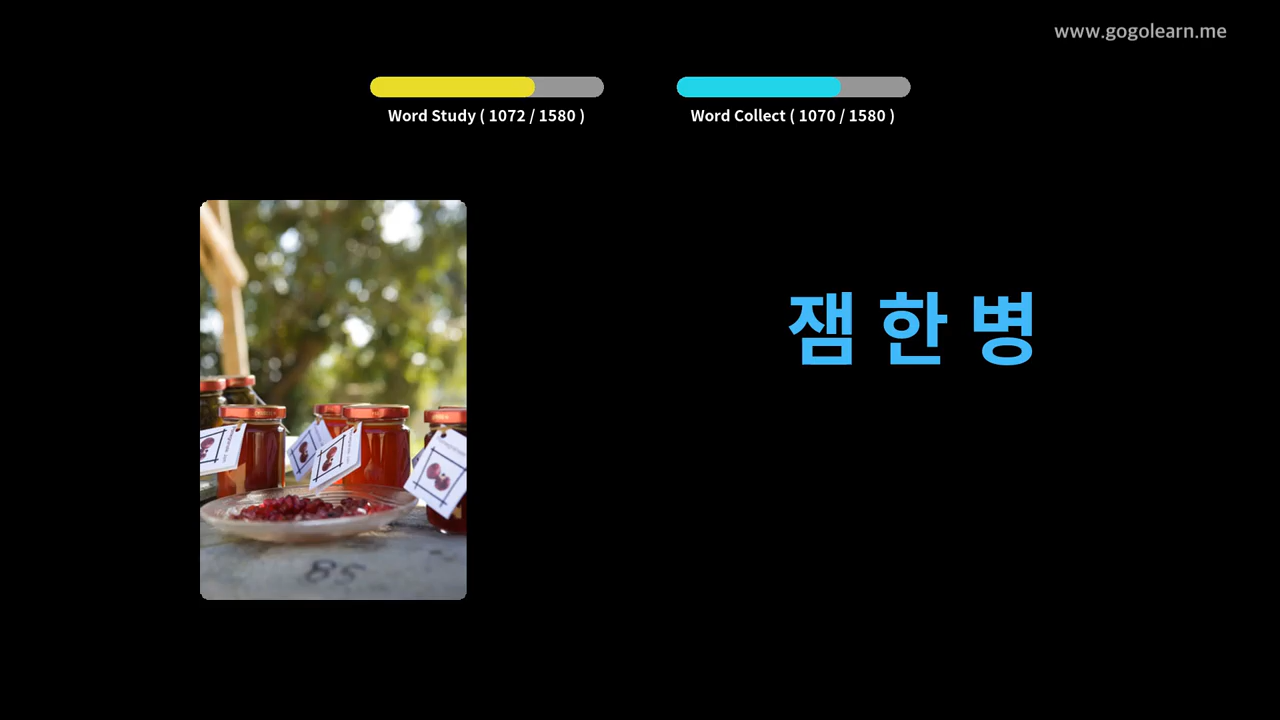 www.gogolearn.me
Word Study ( 1072 / 1580 )
Word Collect ( 1070 / 1580 )
잼 한 병
85